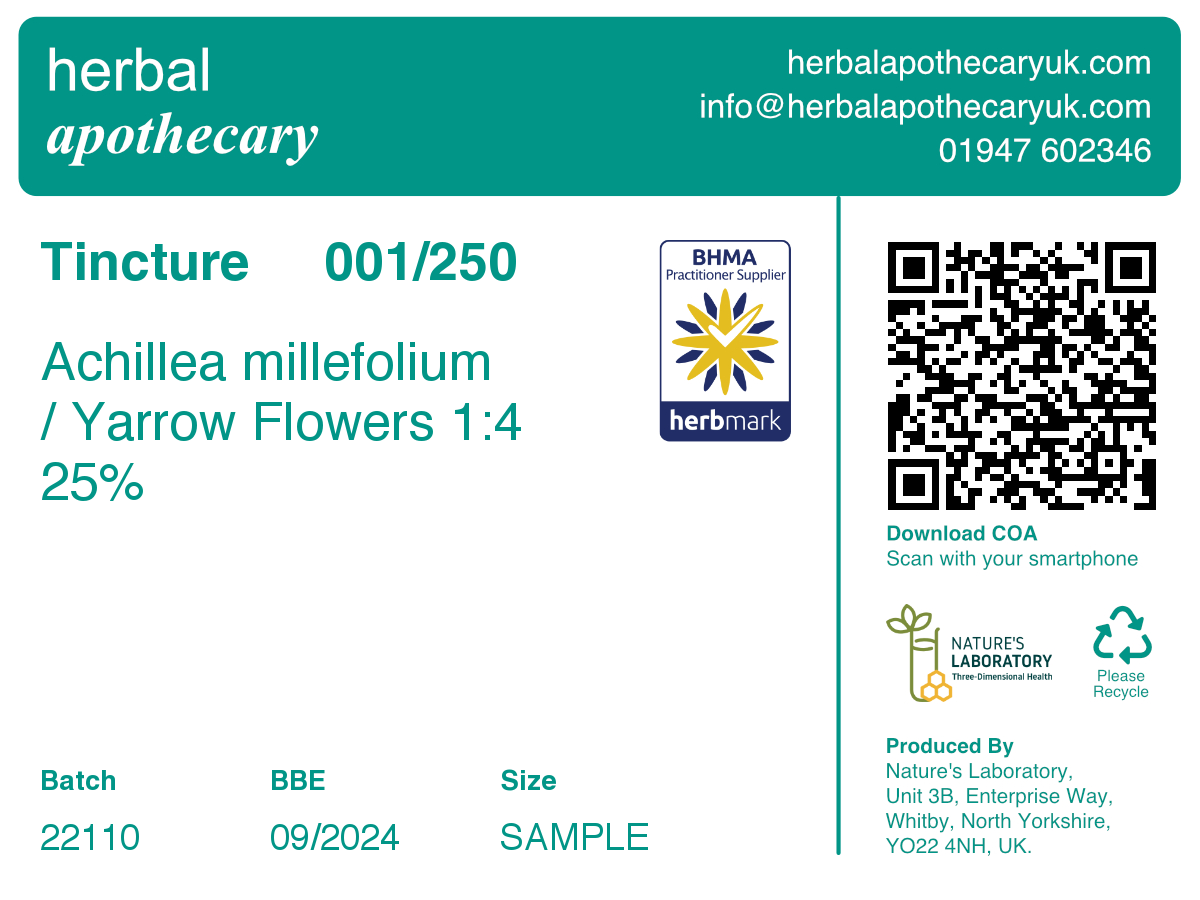 herbal
apothecary
herbalapothecaryuk.com
info@herbalapothecaryuk.com
01947 602346
Tincture 001/250
Achillea millefolium
/ Yarrow Flowers 1:4
25%
BHMA
Practitioner Supplier
herbmark
Download COA
Scan with your smartphone
NATURE'S
LABORATORY
Three-Dimensional Health
Please
Recycle
Batch BBE Size
22110 09/2024 SAMPLE
Produced By
Nature's Laboratory,
Unit 3B, Enterprise Way,
Whitby, North Yorkshire,
YO22 4NH, UK.